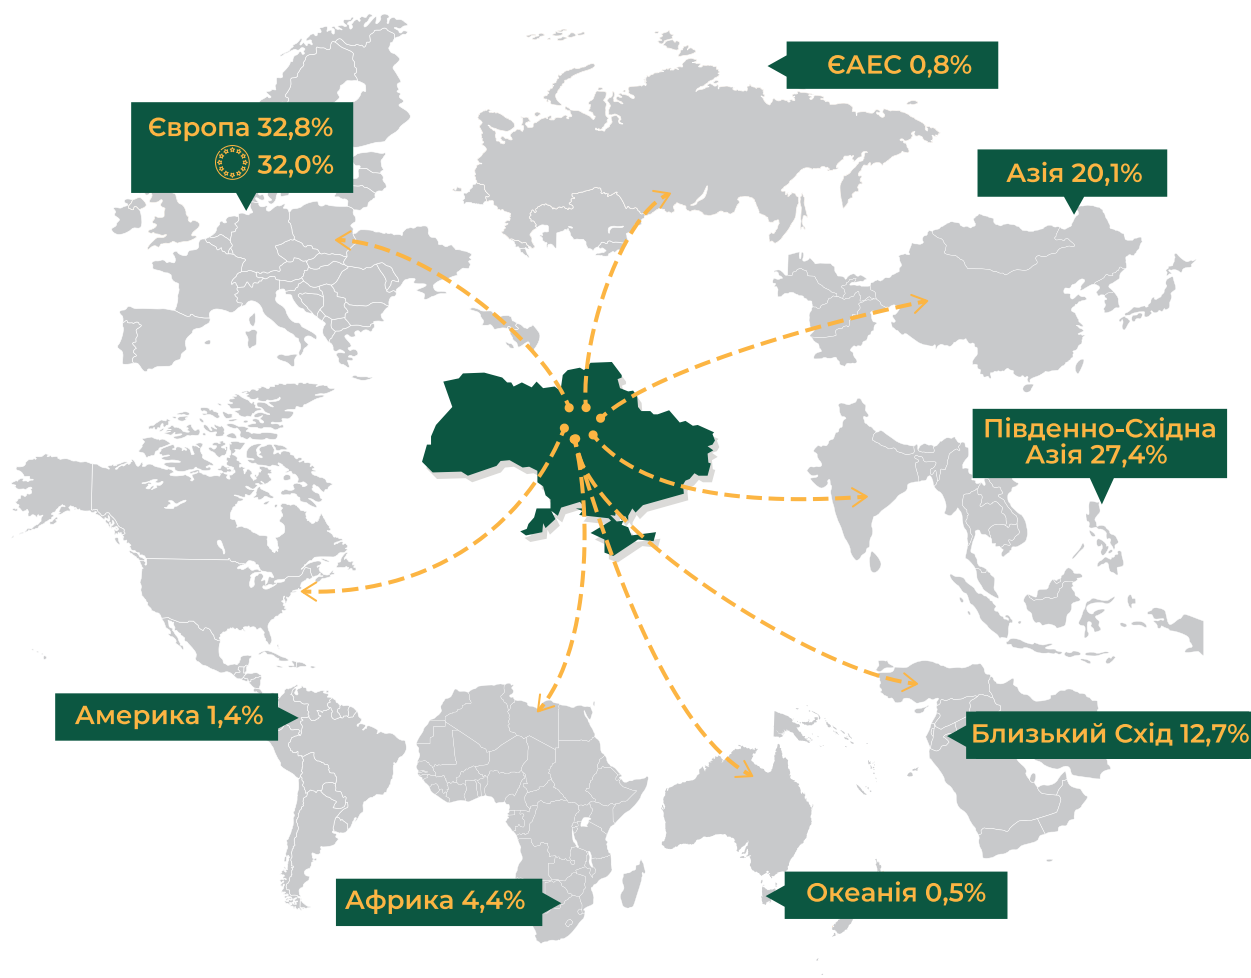 ЄАЕС 0,8%
Європа 32,8%
32,0%
Азія 20,1%
Південно-Східна
Азія 27,4%
Америка 1,4%
Близький Схід 12,7%
Африка 4,4%
Океанія 0,5%